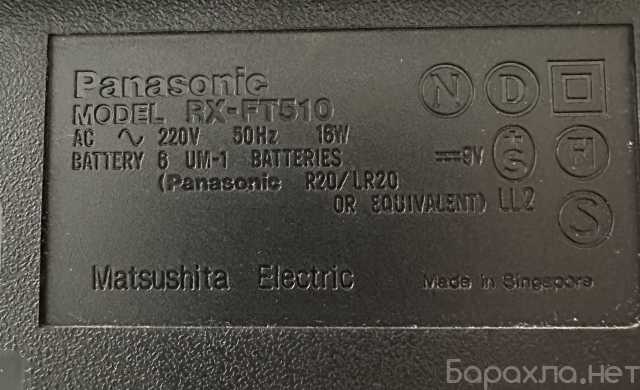 Panasonic
MODEL RX-FT510
AC ∿ 220V 50Hz 16W
BATTERY 6 UM-1 BATTERIES ⎓9V
(Panasonic R20/LR20
OR EQUIVALENT) LL2
N D
+S H
S
Matsushita Electric Made in Singapore
Барахла.нет